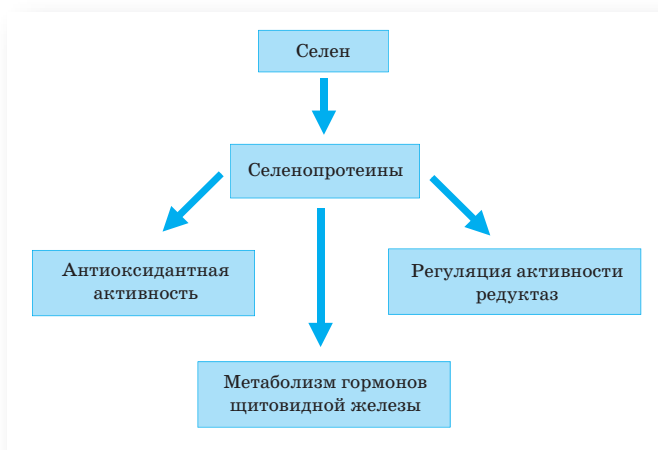 Селен
Селенопротеины
Антиоксидантная
активность
Регуляция активности
редуктаз
Метаболизм гормонов
щитовидной железы